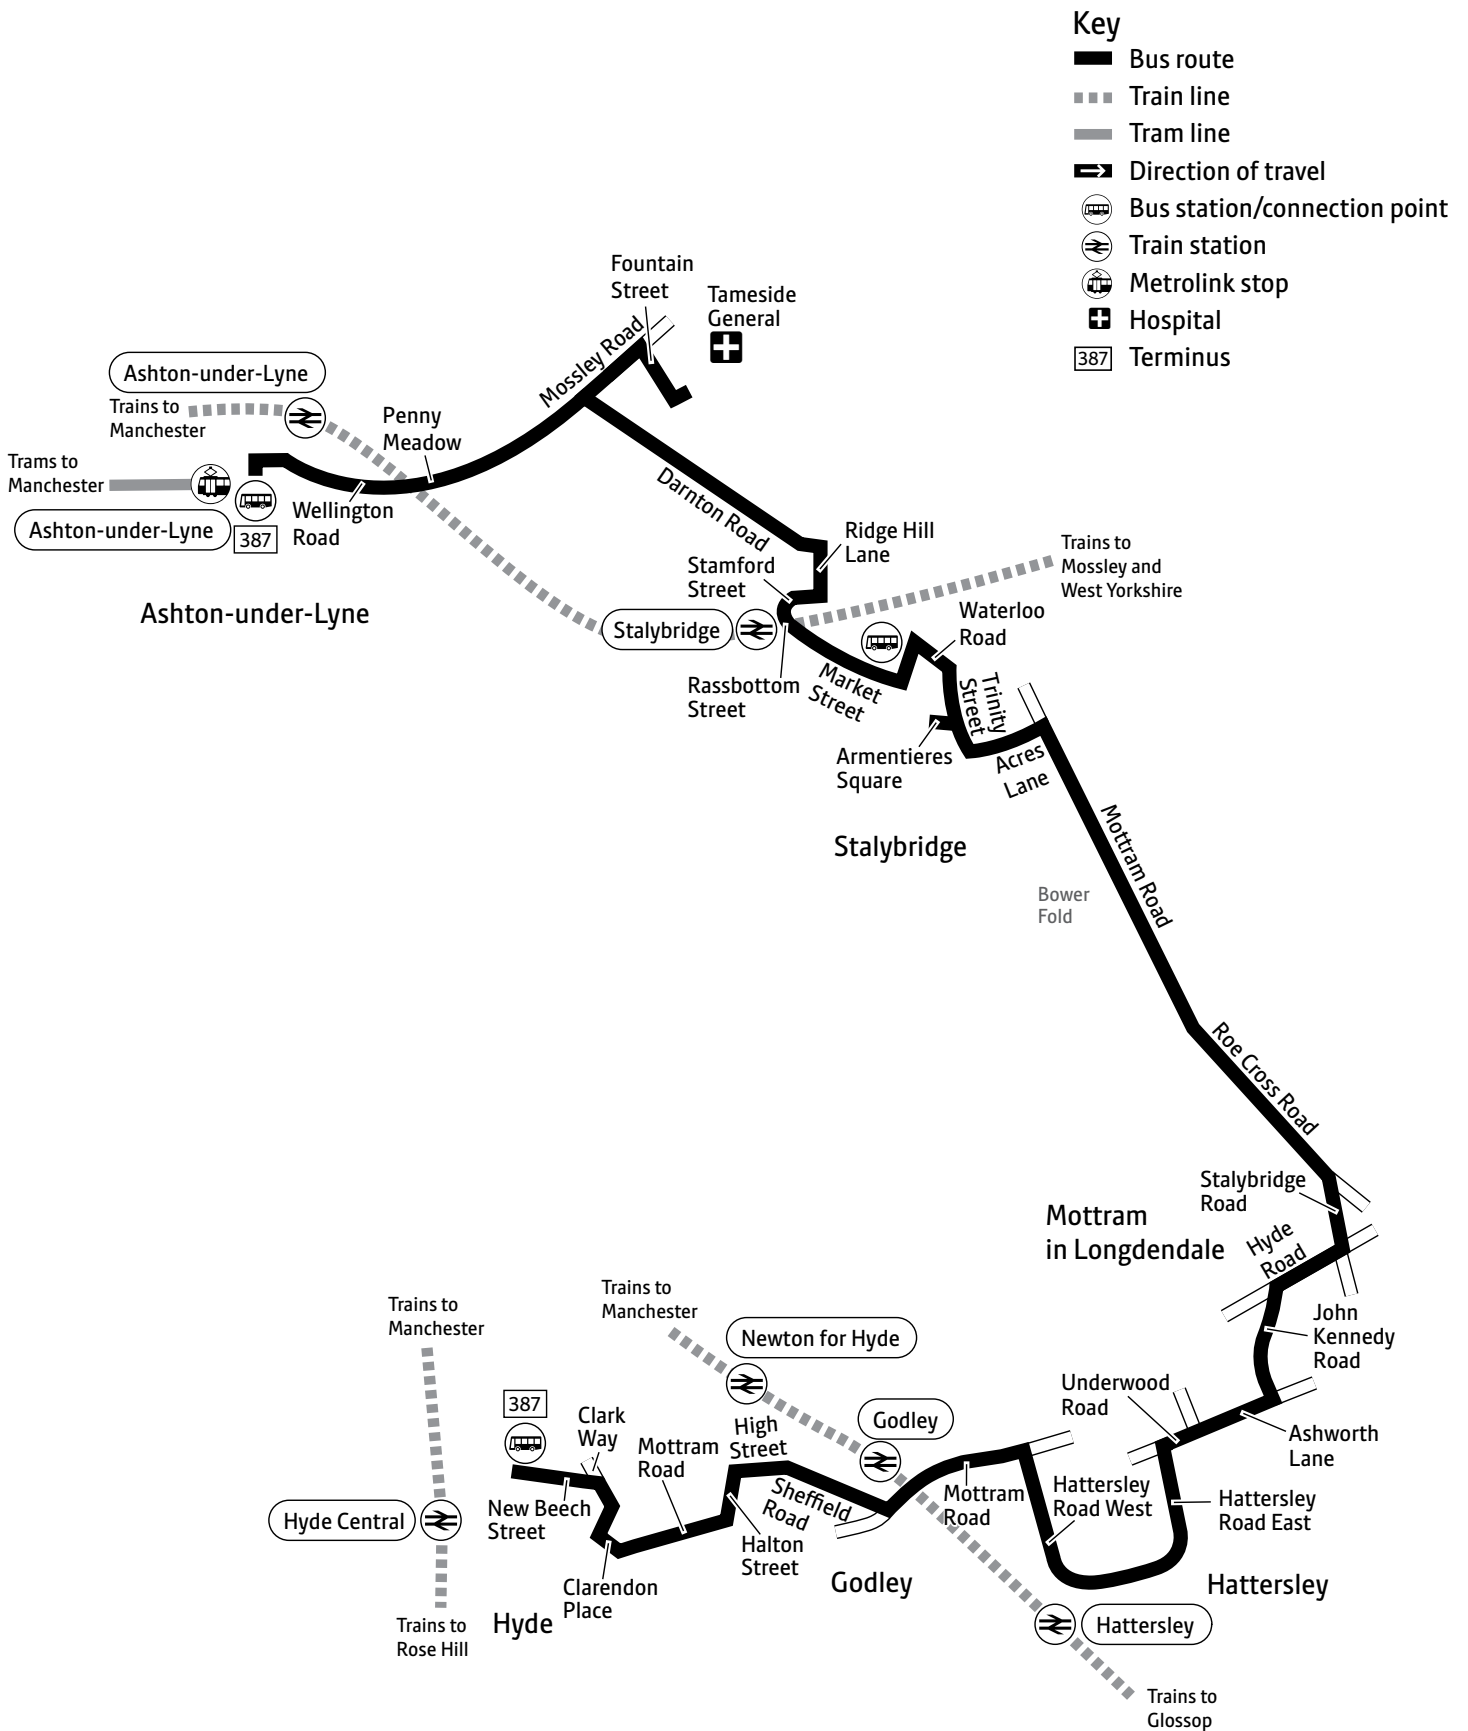 Key
Bus route
Train line
Tram line
Direction of travel
Bus station/connection point
Train station
Metrolink stop
Hospital
387 Terminus
Fountain
Street
Tameside
General
Mossley Road
Ashton-under-Lyne
Trains to
Manchester
Penny
Meadow
Trams to
Manchester
Ashton-under-Lyne
387
Wellington
Road
Ashton-under-Lyne
Darnton Road
Ridge Hill
Lane
Stamford
Street
Trains to
Mossley and
West Yorkshire
Stalybridge
Waterloo
Road
Rassbottom
Street
Market
Street
Trinity
Street
Armentieres
Square
Acres
Lane
Stalybridge
Mottram Road
Bower
Fold
Roe Cross Road
Stalybridge
Road
Mottram
in Longdendale
Hyde
Road
John
Kennedy
Road
Underwood
Road
Ashworth
Lane
Hattersley
Road West
Hattersley
Road East
Hattersley
Trains to
Manchester
Newton for Hyde
Godley
Trains to
Manchester
387
Clark
Way
Mottram
Road
High
Street
Sheffield
Road
Mottram
Road
Hyde Central
New Beech
Street
Halton
Street
Godley
Clarendon
Place
Hyde
Trains to
Rose Hill
Hattersley
Trains to
Glossop